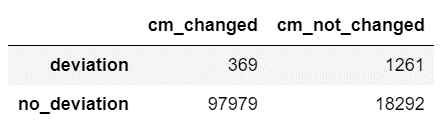 cm_changed cm_not_changed
deviation 369 1261
no_deviation 97979 18292